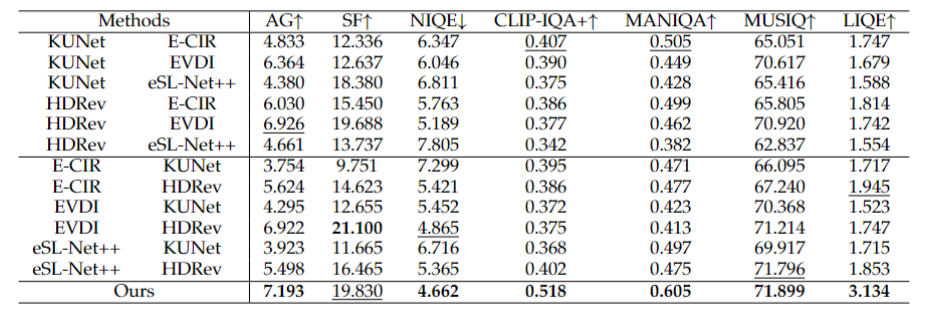 Methods AG↑ SF↑ NIQE↓ CLIP-IQA+↑ MANIQA↑ MUSIQ↑ LIQE↑
KUNet E-CIR 4.833 12.336 6.347 0.407 0.505 65.051 1.747
KUNet EVDI 6.364 12.637 6.046 0.390 0.449 70.617 1.679
KUNet eSL-Net++ 4.380 18.380 6.811 0.375 0.428 65.416 1.588
HDRev E-CIR 6.030 15.450 5.763 0.386 0.499 65.805 1.814
HDRev EVDI 6.926 19.688 5.189 0.377 0.462 70.920 1.742
HDRev eSL-Net++ 4.661 13.737 7.805 0.342 0.382 62.837 1.554
E-CIR KUNet 3.754 9.751 7.299 0.395 0.471 66.095 1.717
E-CIR HDRev 5.624 14.623 5.421 0.386 0.477 67.240 1.945
EVDI KUNet 4.295 12.655 5.452 0.372 0.423 70.368 1.523
EVDI HDRev 6.922 21.100 4.865 0.375 0.413 71.214 1.747
eSL-Net++ KUNet 3.923 11.665 6.716 0.368 0.497 69.917 1.715
eSL-Net++ HDRev 5.498 16.465 5.365 0.402 0.475 71.796 1.853
Ours 7.193 19.830 4.662 0.518 0.605 71.899 3.134